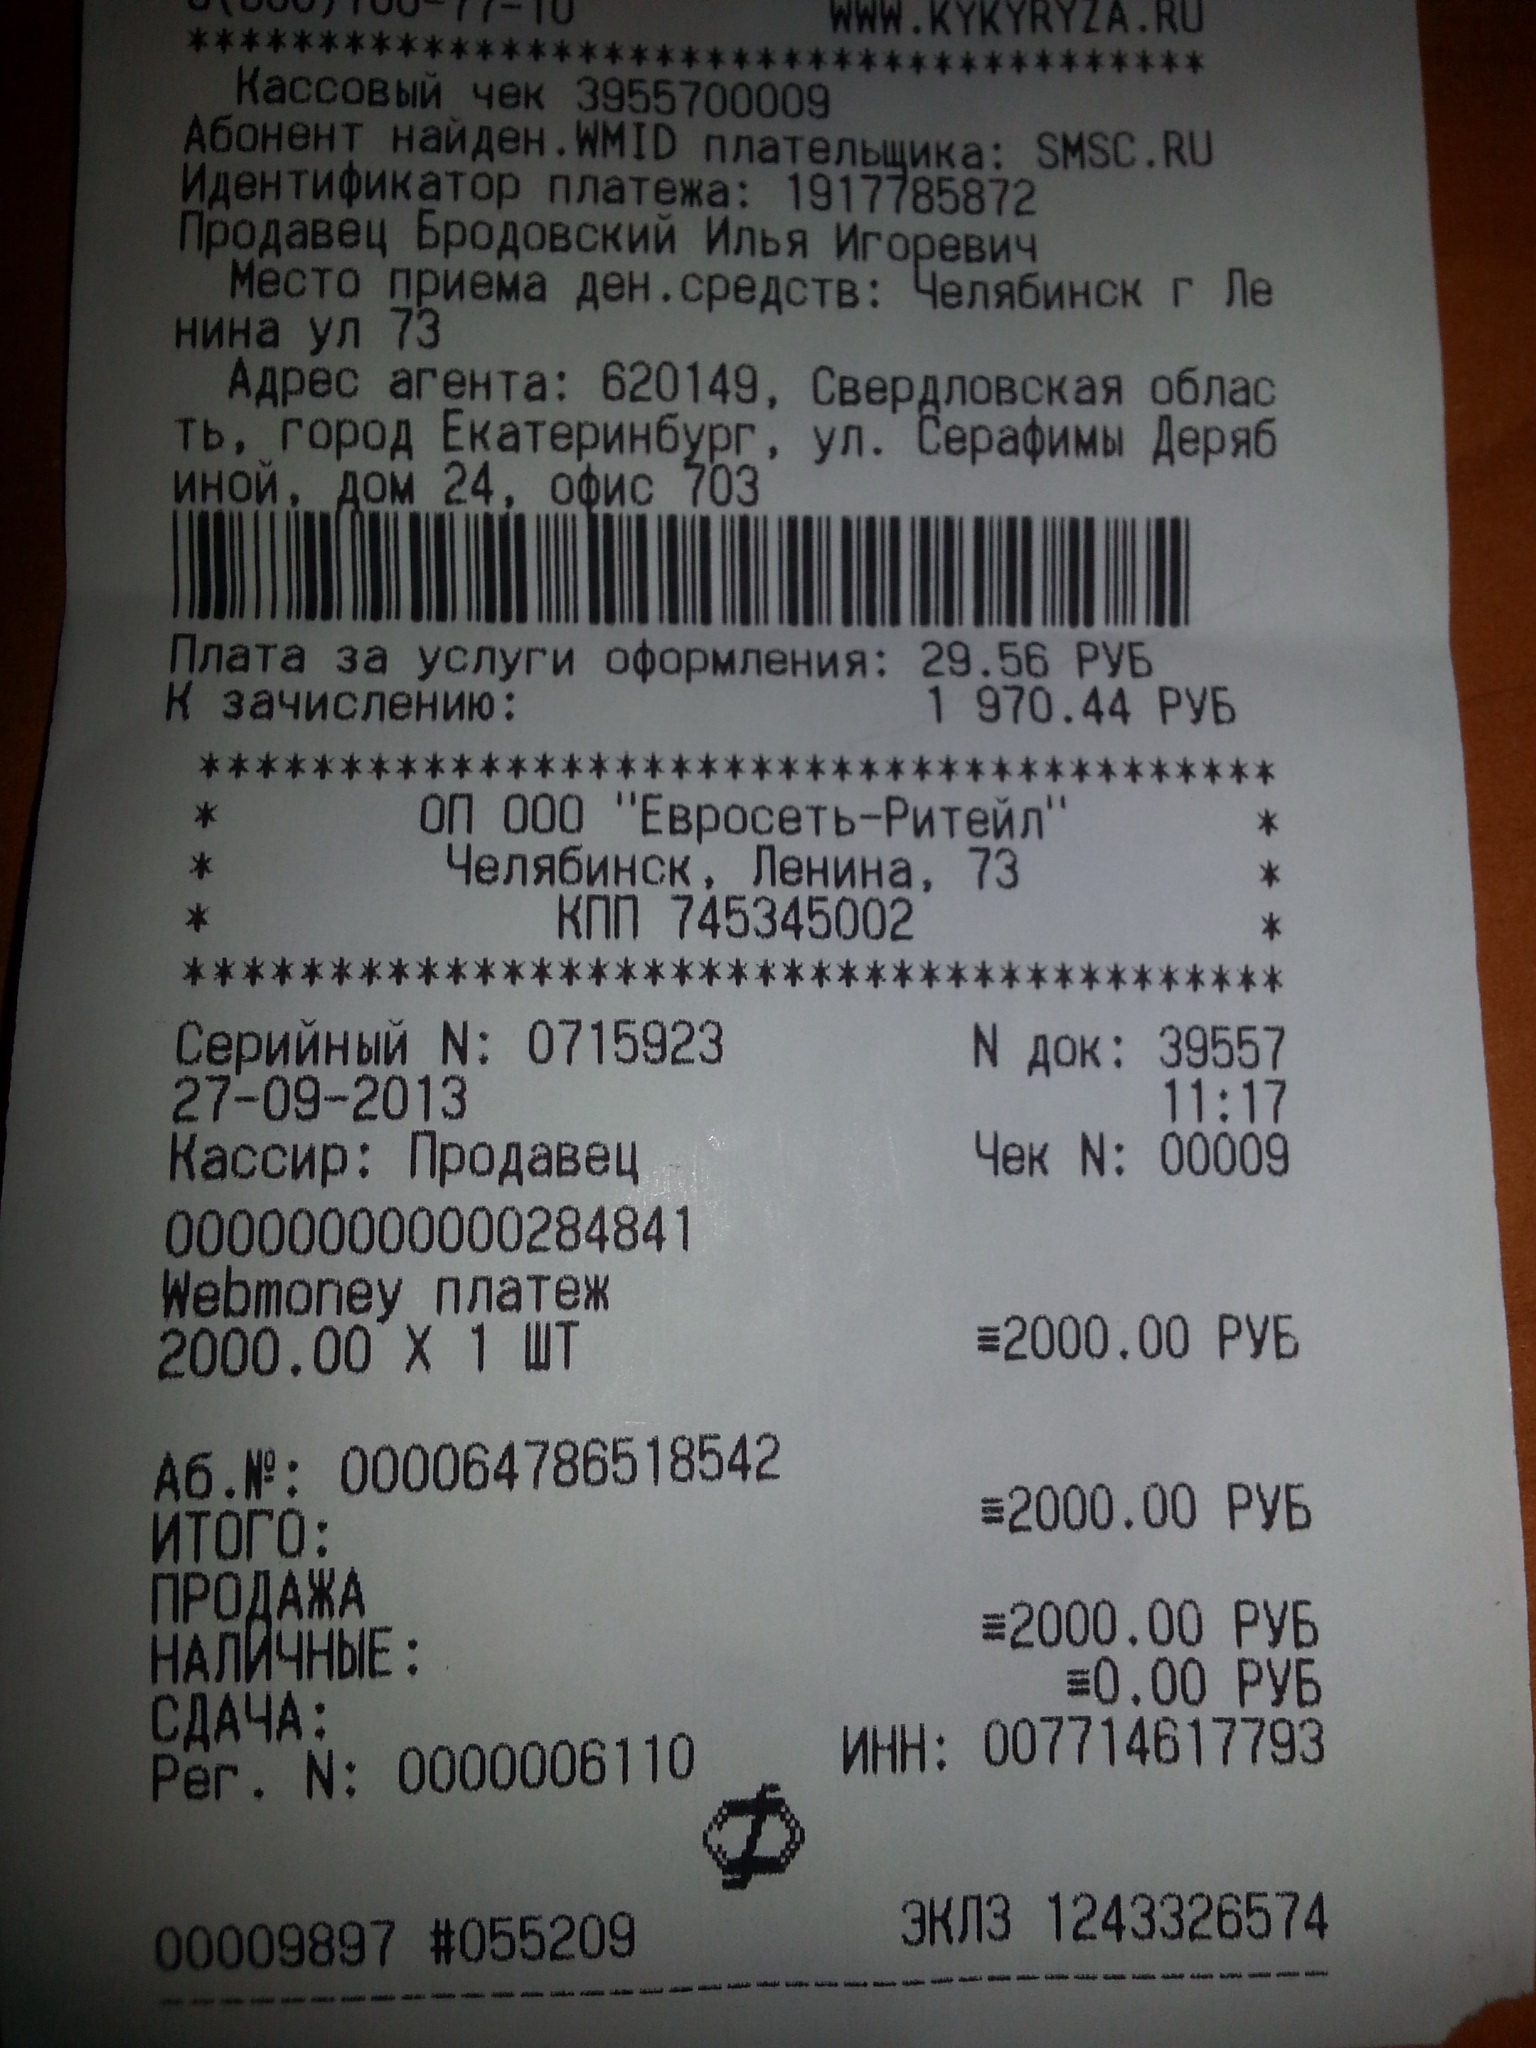 WWW.KYKYRYZA.RU
****************************************
Кассовый чек 3955700009
Абонент найден.WMID плательщика: SMSC.RU
Идентификатор платежа: 1917785872
Продавец Бродовский Илья Игоревич
Место приема ден.средств: Челябинск г Ле
нина ул 73
Адрес агента: 620149, Свердловская облас
ть, город Екатеринбург, ул. Серафимы Деряб
иной, дом 24, офис 703
Плата за услуги оформления: 29.56 РУБ
К зачислению: 1 970.44 РУБ
****************************************
* ОП ООО "Евросеть-Ритейл" *
* Челябинск, Ленина, 73 *
* КПП 745345002 *
****************************************
Серийный N: 0715923 N док: 39557
27-09-2013 11:17
Кассир: Продавец Чек N: 00009
0000000000000284841
Webmoney платеж
2000.00 X 1 ШТ ≡2000.00 РУБ
Аб.№: 000064786518542
ИТОГО: ≡2000.00 РУБ
ПРОДАЖА
НАЛИЧНЫЕ: ≡2000.00 РУБ
СДАЧА: ≡0.00 РУБ
Рег. N: 0000006110 ИНН: 007714617793
00009897 #055209 ЭКЛЗ 1243326574